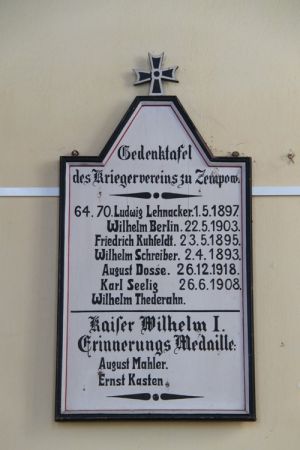 Gedenktafel
des Kriegervereins zu Zempow.
64. 70. Ludwig Lehnacker. 1.5.1897.
Wilhelm Berlin. 22.5.1903.
Friedrich Kuhfeldt. 23.5.1895.
Wilhelm Schreiber. 2.4.1893.
August Dosse. 26.12.1918.
Karl Seelig 26.6.1908.
Wilhelm Thederahn.
Kaiser Wilhelm I.
Erinnerungs Medaille:
August Mahler.
Ernst Kasten.